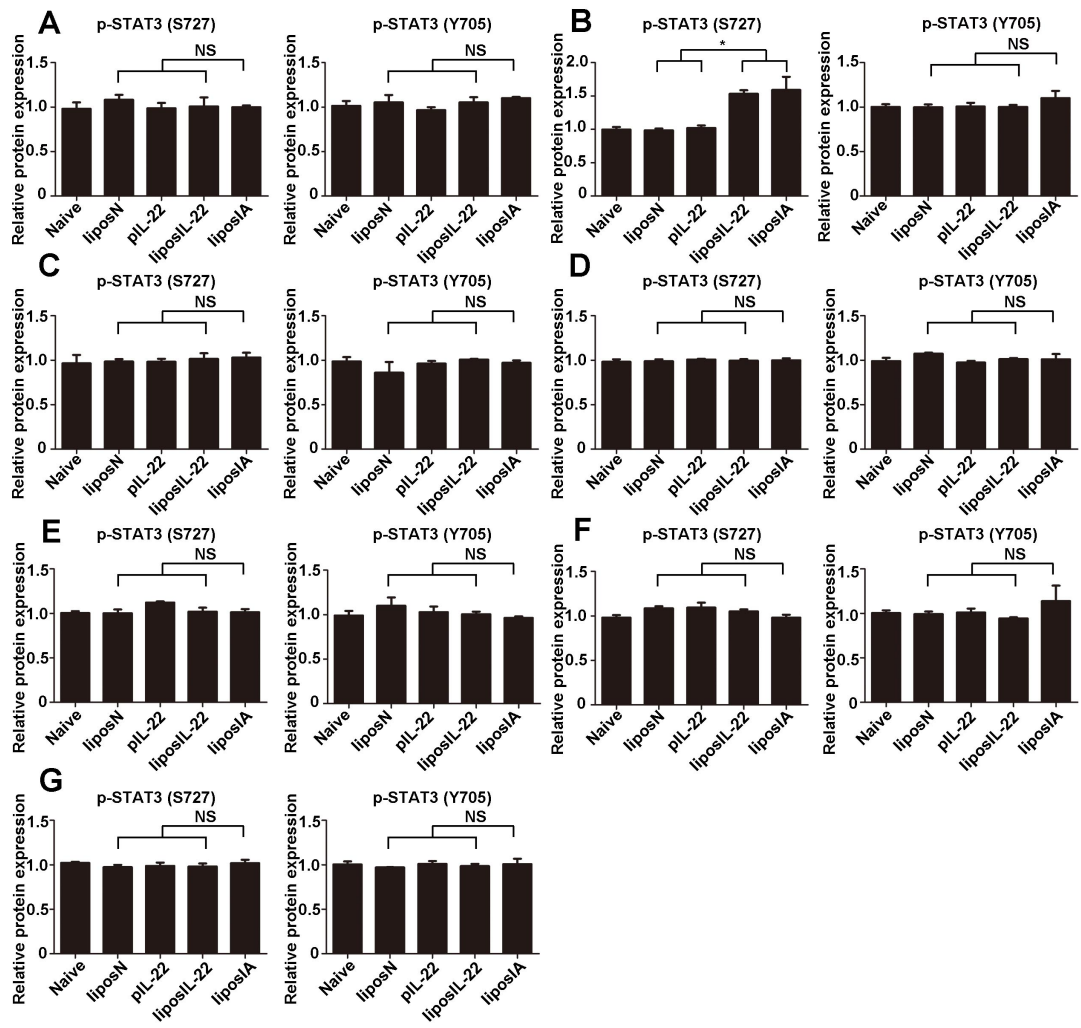 A
p-STAT3 (S727)
Relative protein expression
1.5
1.0
0.5
0
NS
Naive
liposN
pIL-22
liposIL-22
liposIA
p-STAT3 (Y705)
Relative protein expression
1.5
1.0
0.5
0
NS
Naive
liposN
pIL-22
liposIL-22
liposIA
B
p-STAT3 (S727)
Relative protein expression
2.0
1.5
1.0
1.5
0
*
Naive
liposN
pIL-22
liposIL-22
liposIA
p-STAT3 (Y705)
Relative protein expression
1.5
1.0
0.5
0
NS
Naive
liposN
pIL-22
liposIL-22
liposIA
C
p-STAT3 (S727)
Relative protein expression
1.5
1.0
0.5
0
NS
Naive
liposN
pIL-22
liposIL-22
liposIA
p-STAT3 (Y705)
Relative protein expression
1.5
1.0
0.5
0
NS
Naive
liposN
pIL-22
liposIL-22
liposIA
D
p-STAT3 (S727)
Relative protein expression
1.5
1.0
0.5
0
NS
Naive
liposN
pIL-22
liposIL-22
liposIA
p-STAT3 (Y705)
Relative protein expression
1.5
1.0
0.5
0
NS
Naive
liposN
pIL-22
liposIL-22
liposIA
E
p-STAT3 (S727)
Relative protein expression
1.5
1.0
0.5
0
NS
Naive
liposN
pIL-22
liposIL-22
liposIA
p-STAT3 (Y705)
Relative protein expression
1.5
1.0
0.5
0
NS
Naive
liposN
pIL-22
liposIL-22
liposIA
F
p-STAT3 (S727)
Relative protein expression
1.5
1.0
0.5
0
NS
Naive
liposN
pIL-22
liposIL-22
liposIA
p-STAT3 (Y705)
Relative protein expression
1.5
1.0
0.5
0
NS
Naive
liposN
pIL-22
liposIL-22
liposIA
G
p-STAT3 (S727)
Relative protein expression
1.5
1.0
0.5
0
NS
Naive
liposN
pIL-22
liposIL-22
liposIA
p-STAT3 (Y705)
Relative protein expression
1.5
1.0
0.5
0
NS
Naive
liposN
pIL-22
liposIL-22
liposIA